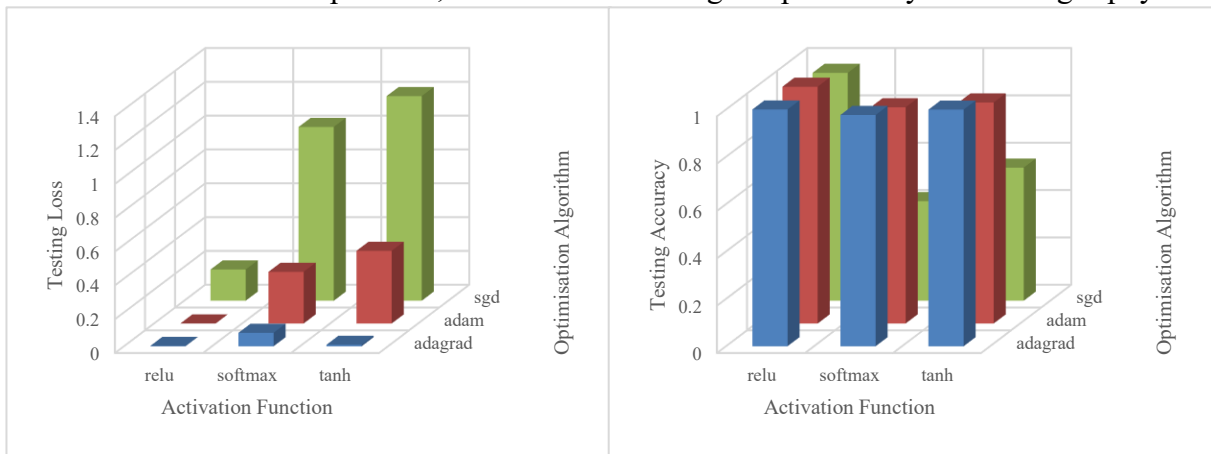 1.4
1.2
1
0.8
0.6
0.4
0.2
0
Testing Loss
relu softmax tanh
Activation Function
sgd
adam
adagrad
Optimisation Algorithm
1
0.8
0.6
0.4
0.2
0
Testing Accuracy
relu softmax tanh
Activation Function
sgd
adam
adagrad
Optimisation Algorithm